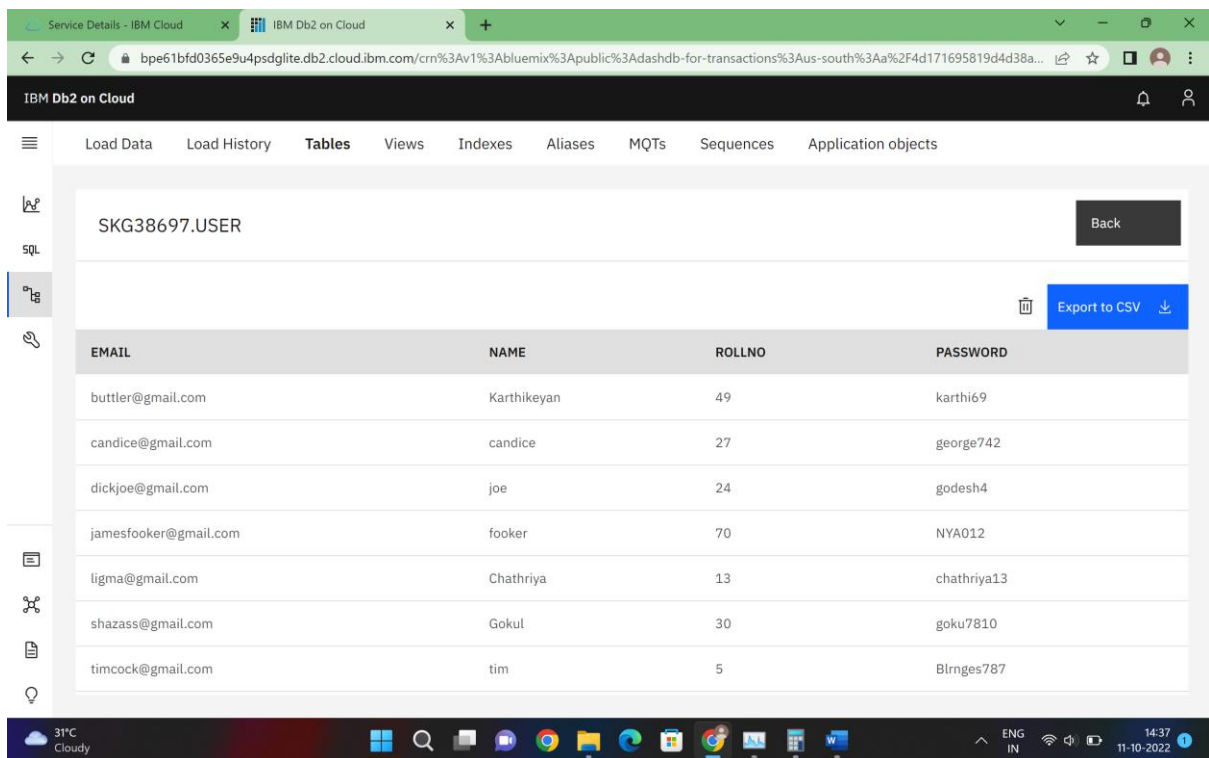 Service Details - IBM Cloud IBM Db2 on Cloud
bpe61bfd0365e9u4psdglite.db2.cloud.ibm.com/crn%3Av1%3Abluemix%3Apublic%3Adashdb-for-transactions%3Aus-south%3Aa%2F4d171695819d4d38a...
IBM Db2 on Cloud
Load Data Load History Tables Views Indexes Aliases MQTs Sequences Application objects
SKG38697.USER Back
SQL
Export to CSV
EMAIL NAME ROLLNO PASSWORD
buttler@gmail.com Karthikeyan 49 karthi69
candice@gmail.com candice 27 george742
dickjoe@gmail.com joe 24 godesh4
jamesfooker@gmail.com fooker 70 NYA012
ligma@gmail.com Chathriya 13 chathriya13
shazass@gmail.com Gokul 30 goku7810
timcock@gmail.com tim 5 Blrnges787
31°C ENG 14:37
Cloudy IN 11-10-2022 1